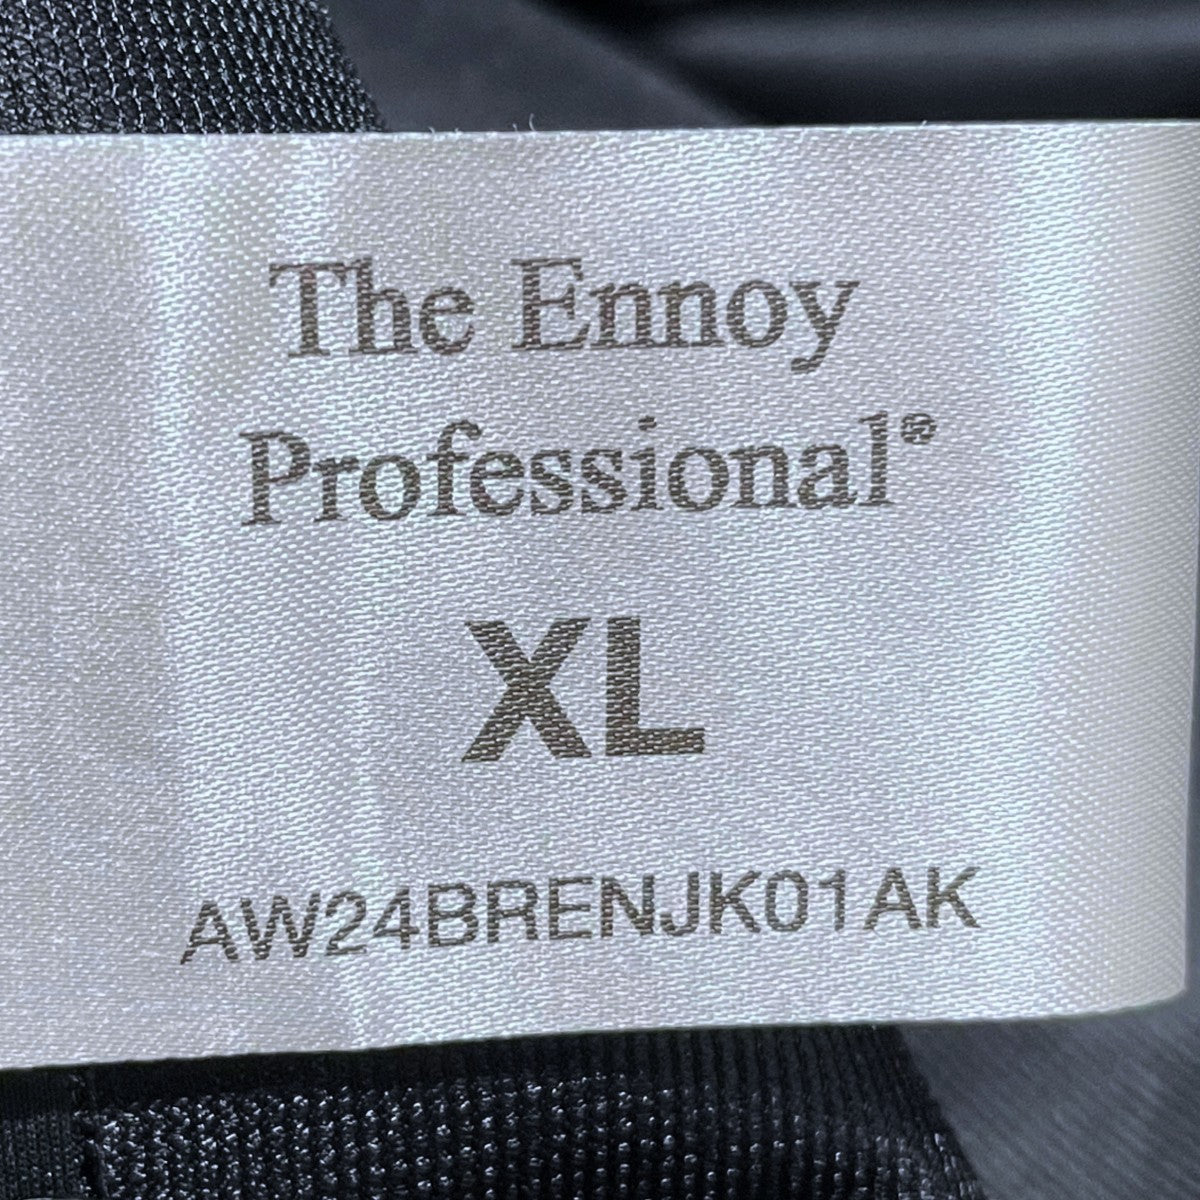 The Ennoy
Professional®
XL
AW24BRENJK01AK